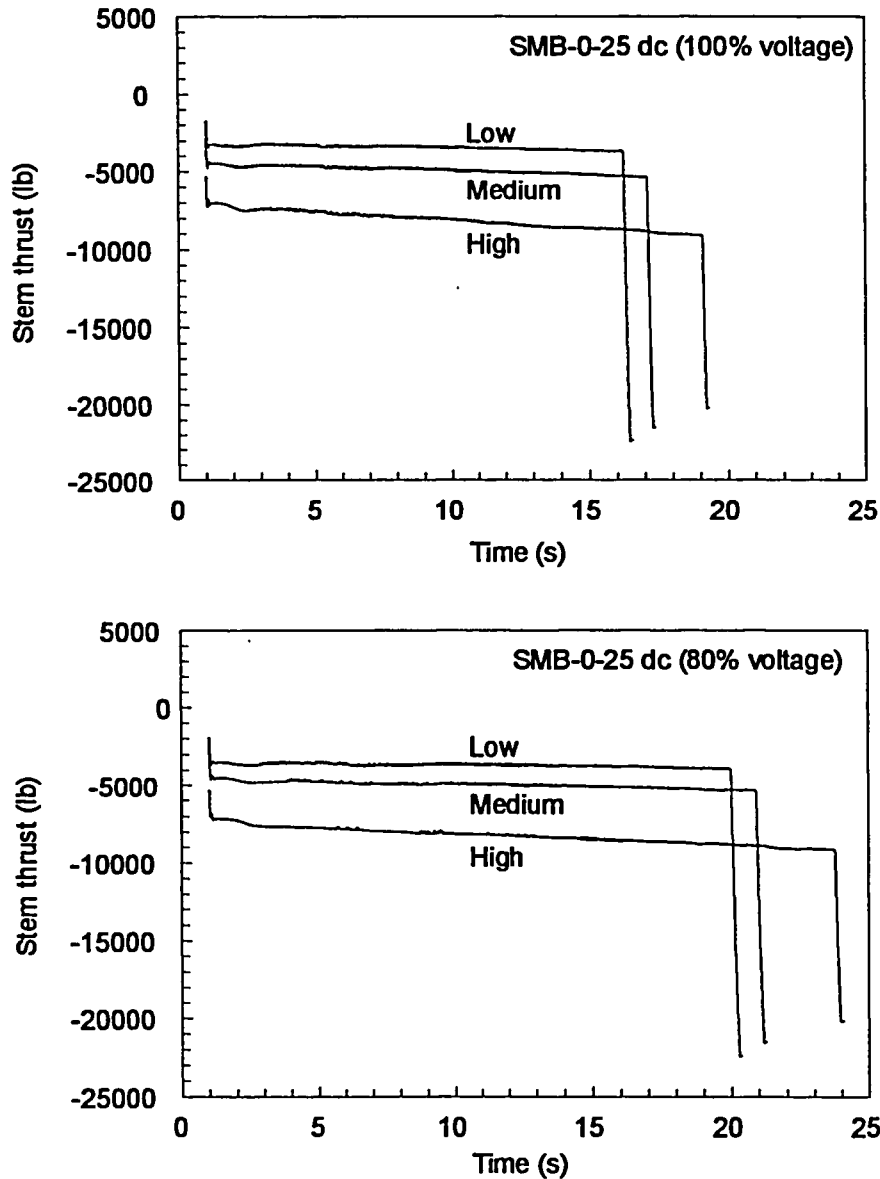 5000
SMB-0-25 dc (100% voltage)
0
Low
-5000
Medium
High
-10000
Stem thrust (lb)
-15000
-20000
-25000
0 5 10 15 20 25
Time (s)
5000
SMB-0-25 dc (80% voltage)
0
Low
-5000
Medium
High
-10000
Stem thrust (lb)
-15000
-20000
-25000
0 5 10 15 20 25
Time (s)